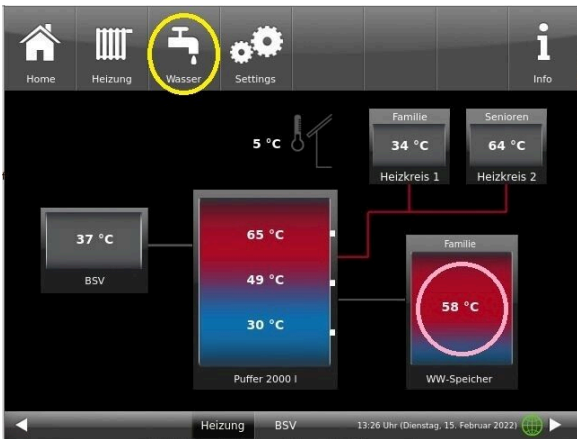 Home
Heizung
Wasser
Settings
Info
5 °C
Familie
34 °C
Heizkreis 1
Senioren
64 °C
Heizkreis 2
37 °C
BSV
65 °C
49 °C
30 °C
Puffer 2000 l
Familie
58 °C
WW-Speicher
Heizung
BSV
13:26 Uhr (Dienstag, 15. Februar 2022)